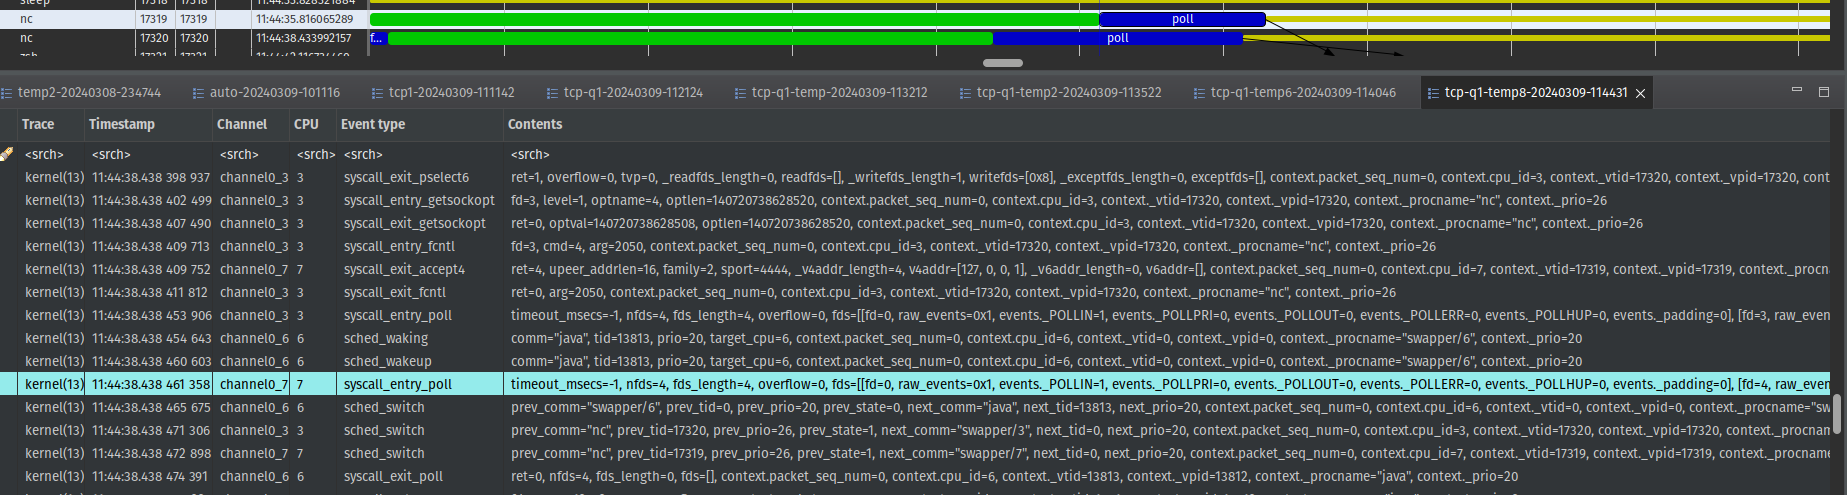 sleep 17318 17318 11:44:35.828521884
nc 17319 17319 11:44:35.816065289 poll
nc 17320 17320 11:44:38.433992157 f... poll
temp2-20240308-234744 auto-20240309-101116 tcp1-20240309-111142 tcp-q1-20240309-112124 tcp-q1-temp-20240309-113212 tcp-q1-temp2-20240309-113522 tcp-q1-temp6-20240309-114046 tcp-q1-temp8-20240309-114431
Trace Timestamp Channel CPU Event type Contents
<srch> <srch> <srch> <srch> <srch> <srch>
kernel(13) 11:44:38.438 398 937 channel0_3 3 syscall_exit_pselect6 ret=1, overflow=0, tvp=0, _readfds_length=0, readfds=[], _writefds_length=1, writefds=[0x8], _exceptfds_length=0, exceptfds=[], context.packet_seq_num=0, context.cpu_id=3, context._vtid=17320, context._vpid=17320, cont
kernel(13) 11:44:38.438 402 499 channel0_3 3 syscall_entry_getsockopt fd=3, level=1, optname=4, optlen=140720738628520, context.packet_seq_num=0, context.cpu_id=3, context._vtid=17320, context._vpid=17320, context._procname="nc", context._prio=26
kernel(13) 11:44:38.438 407 490 channel0_3 3 syscall_exit_getsockopt ret=0, optval=140720738628508, optlen=140720738628520, context.packet_seq_num=0, context.cpu_id=3, context._vtid=17320, context._vpid=17320, context._procname="nc", context._prio=26
kernel(13) 11:44:38.438 409 713 channel0_3 3 syscall_entry_fcntl fd=3, cmd=4, arg=2050, context.packet_seq_num=0, context.cpu_id=3, context._vtid=17320, context._vpid=17320, context._procname="nc", context._prio=26
kernel(13) 11:44:38.438 409 752 channel0_7 7 syscall_exit_accept4 ret=4, upeer_addrlen=16, family=2, sport=4444, _v4addr_length=4, v4addr=[127, 0, 0, 1], _v6addr_length=0, v6addr=[], context.packet_seq_num=0, context.cpu_id=7, context._vtid=17319, context._vpid=17319, context._procn
kernel(13) 11:44:38.438 411 812 channel0_3 3 syscall_exit_fcntl ret=0, arg=2050, context.packet_seq_num=0, context.cpu_id=3, context._vtid=17320, context._vpid=17320, context._procname="nc", context._prio=26
kernel(13) 11:44:38.438 453 906 channel0_3 3 syscall_entry_poll timeout_msecs=-1, nfds=4, fds_length=4, overflow=0, fds=[[fd=0, raw_events=0x1, events._POLLIN=1, events._POLLPRI=0, events._POLLOUT=0, events._POLLERR=0, events._POLLHUP=0, events._padding=0], [fd=3, raw_even
kernel(13) 11:44:38.438 454 643 channel0_6 6 sched_waking comm="java", tid=13813, prio=20, target_cpu=6, context.packet_seq_num=0, context.cpu_id=6, context._vtid=0, context._vpid=0, context._procname="swapper/6", context._prio=20
kernel(13) 11:44:38.438 460 603 channel0_6 6 sched_wakeup comm="java", tid=13813, prio=20, target_cpu=6, context.packet_seq_num=0, context.cpu_id=6, context._vtid=0, context._vpid=0, context._procname="swapper/6", context._prio=20
kernel(13) 11:44:38.438 461 358 channel0_7 7 syscall_entry_poll timeout_msecs=-1, nfds=4, fds_length=4, overflow=0, fds=[[fd=0, raw_events=0x1, events._POLLIN=1, events._POLLPRI=0, events._POLLOUT=0, events._POLLERR=0, events._POLLHUP=0, events._padding=0], [fd=4, raw_even
kernel(13) 11:44:38.438 465 675 channel0_6 6 sched_switch prev_comm="swapper/6", prev_tid=0, prev_prio=20, prev_state=0, next_comm="java", next_tid=13813, next_prio=20, context.packet_seq_num=0, context.cpu_id=6, context._vtid=0, context._vpid=0, context._procname="sw
kernel(13) 11:44:38.438 471 306 channel0_3 3 sched_switch prev_comm="nc", prev_tid=17320, prev_prio=26, prev_state=1, next_comm="swapper/3", next_tid=0, next_prio=20, context.packet_seq_num=0, context.cpu_id=3, context._vtid=17320, context._vpid=17320, context._procnam
kernel(13) 11:44:38.438 472 898 channel0_7 7 sched_switch prev_comm="nc", prev_tid=17319, prev_prio=26, prev_state=1, next_comm="swapper/7", next_tid=0, next_prio=20, context.packet_seq_num=0, context.cpu_id=7, context._vtid=17319, context._vpid=17319, context._procname
kernel(13) 11:44:38.438 474 391 channel0_6 6 syscall_exit_poll ret=0, nfds=4, fds_length=0, fds=[], context.packet_seq_num=0, context.cpu_id=6, context._vtid=13813, context._vpid=13812, context._procname="java", context._prio=20